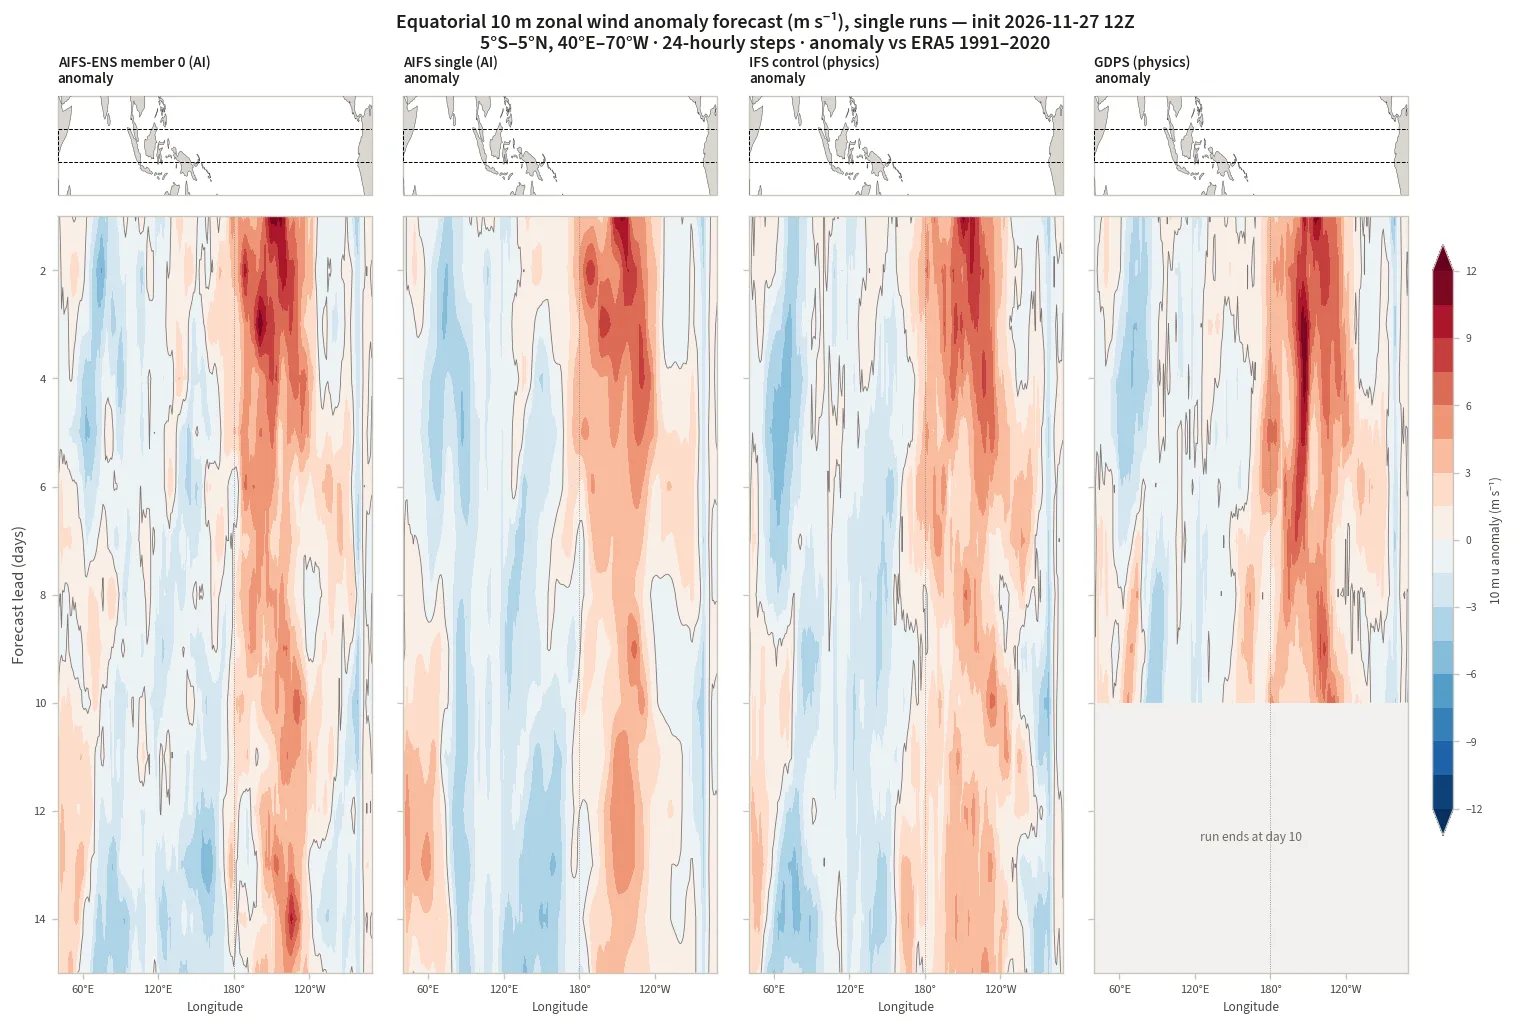 Equatorial 10 m zonal wind anomaly forecast (m s⁻¹), single runs — init 2026-11-27 12Z
5°S–5°N, 40°E–70°W · 24-hourly steps · anomaly vs ERA5 1991–2020
AIFS-ENS member 0 (AI)
anomaly
AIFS single (AI)
anomaly
IFS control (physics)
anomaly
GDPS (physics)
anomaly
Forecast lead (days)
2
4
6
8
10
12
14
60°E 120°E 180° 120°W
Longitude
60°E 120°E 180° 120°W
Longitude
60°E 120°E 180° 120°W
Longitude
run ends at day 10
60°E 120°E 180° 120°W
Longitude
12
9
6
3
0
−3
−6
−9
−12
10 m u anomaly (m s⁻¹)